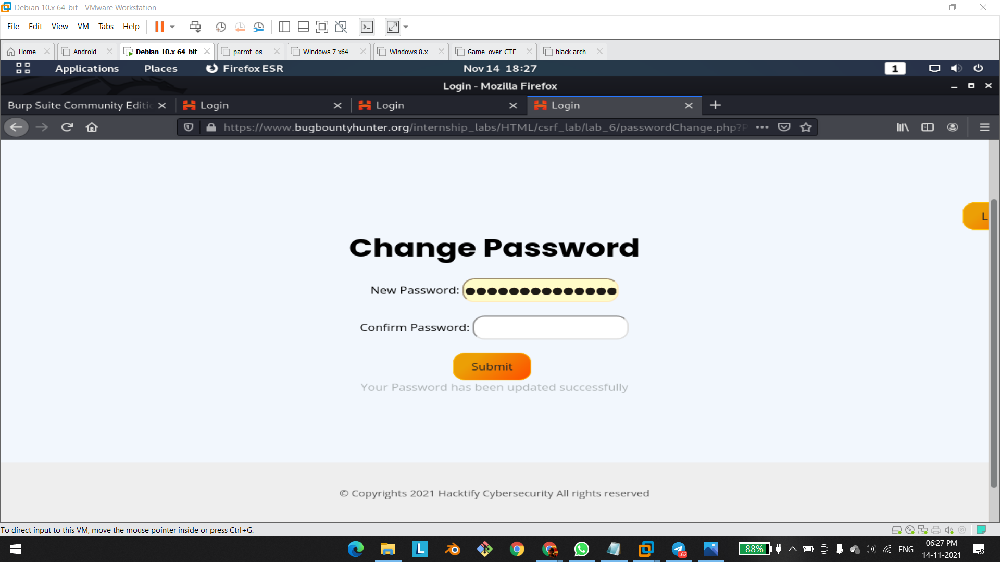 Debian 10.x 64-bit - VMware Workstation
File Edit View VM Tabs Help
Home Android Debian 10.x 64-bit parrot_os Windows 7 x64 Windows 8.x Game_over-CTF black arch
Applications Places Firefox ESR Nov 14 18:27 1
Login - Mozilla Firefox
Burp Suite Community Editi Login Login Login
https://www.bugbountyhunter.org/internship_labs/HTML/csrf_lab/lab_6/passwordChange.php?P
L
Change Password
New Password:
Confirm Password:
Submit
Your Password has been updated successfully
© Copyrights 2021 Hacktify Cybersecurity All rights reserved
To direct input to this VM, move the mouse pointer inside or press Ctrl+G.
L 62 88% ENG 06:27 PM
14-11-2021